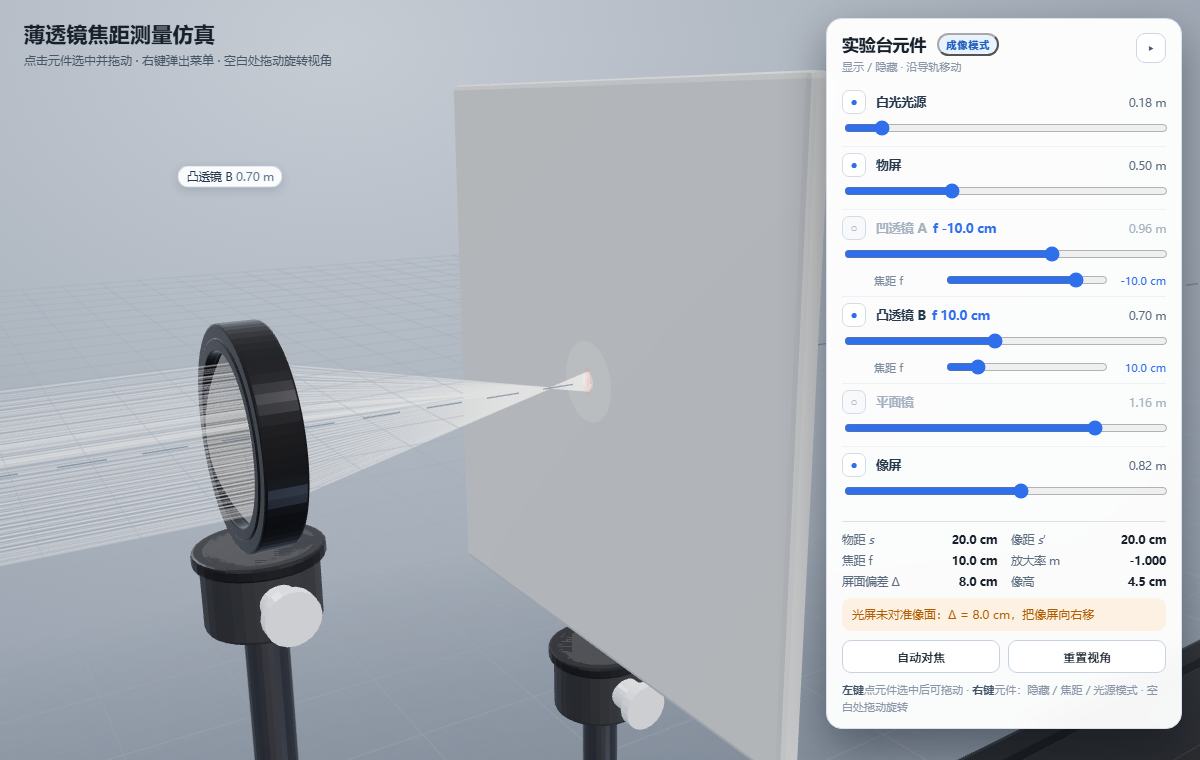 薄透镜焦距测量仿真
点击元件选中并拖动 · 右键弹出菜单 · 空白处拖动旋转视角
凸透镜 B 0.70 m
实验台元件 成像模式
显示 / 隐藏 · 沿导轨移动
白光光源 0.18 m
物屏 0.50 m
凹透镜 A f -10.0 cm 0.96 m
焦距 f -10.0 cm
凸透镜 B f 10.0 cm 0.70 m
焦距 f 10.0 cm
平面镜 1.16 m
像屏 0.82 m
物距 s 20.0 cm 像距 s' 20.0 cm
焦距 f 10.0 cm 放大率 m -1.000
屏面偏差 Δ 8.0 cm 像高 4.5 cm
光屏未对准像面：Δ = 8.0 cm，把像屏向右移
自动对焦 重置视角
左键点元件选中后可拖动 · 右键元件：隐藏 / 焦距 / 光源模式 · 空
白处拖动旋转